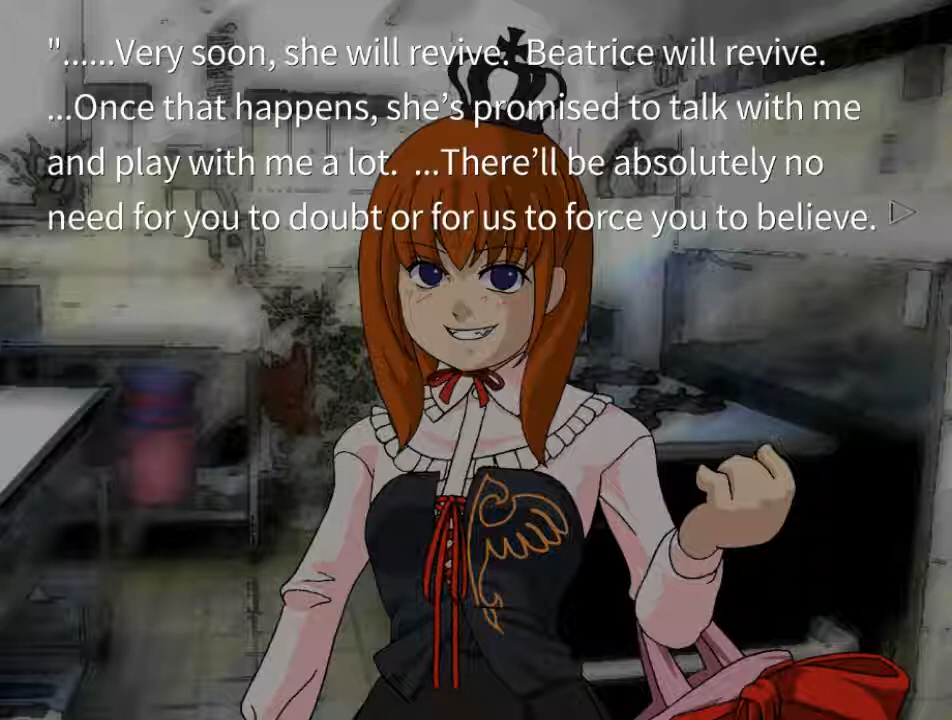 "......Very soon, she will revive.  Beatrice will revive.
...Once that happens, she’s promised to talk with me
and play with me a lot.  ...There’ll be absolutely no
need for you to doubt or for us to force you to believe.